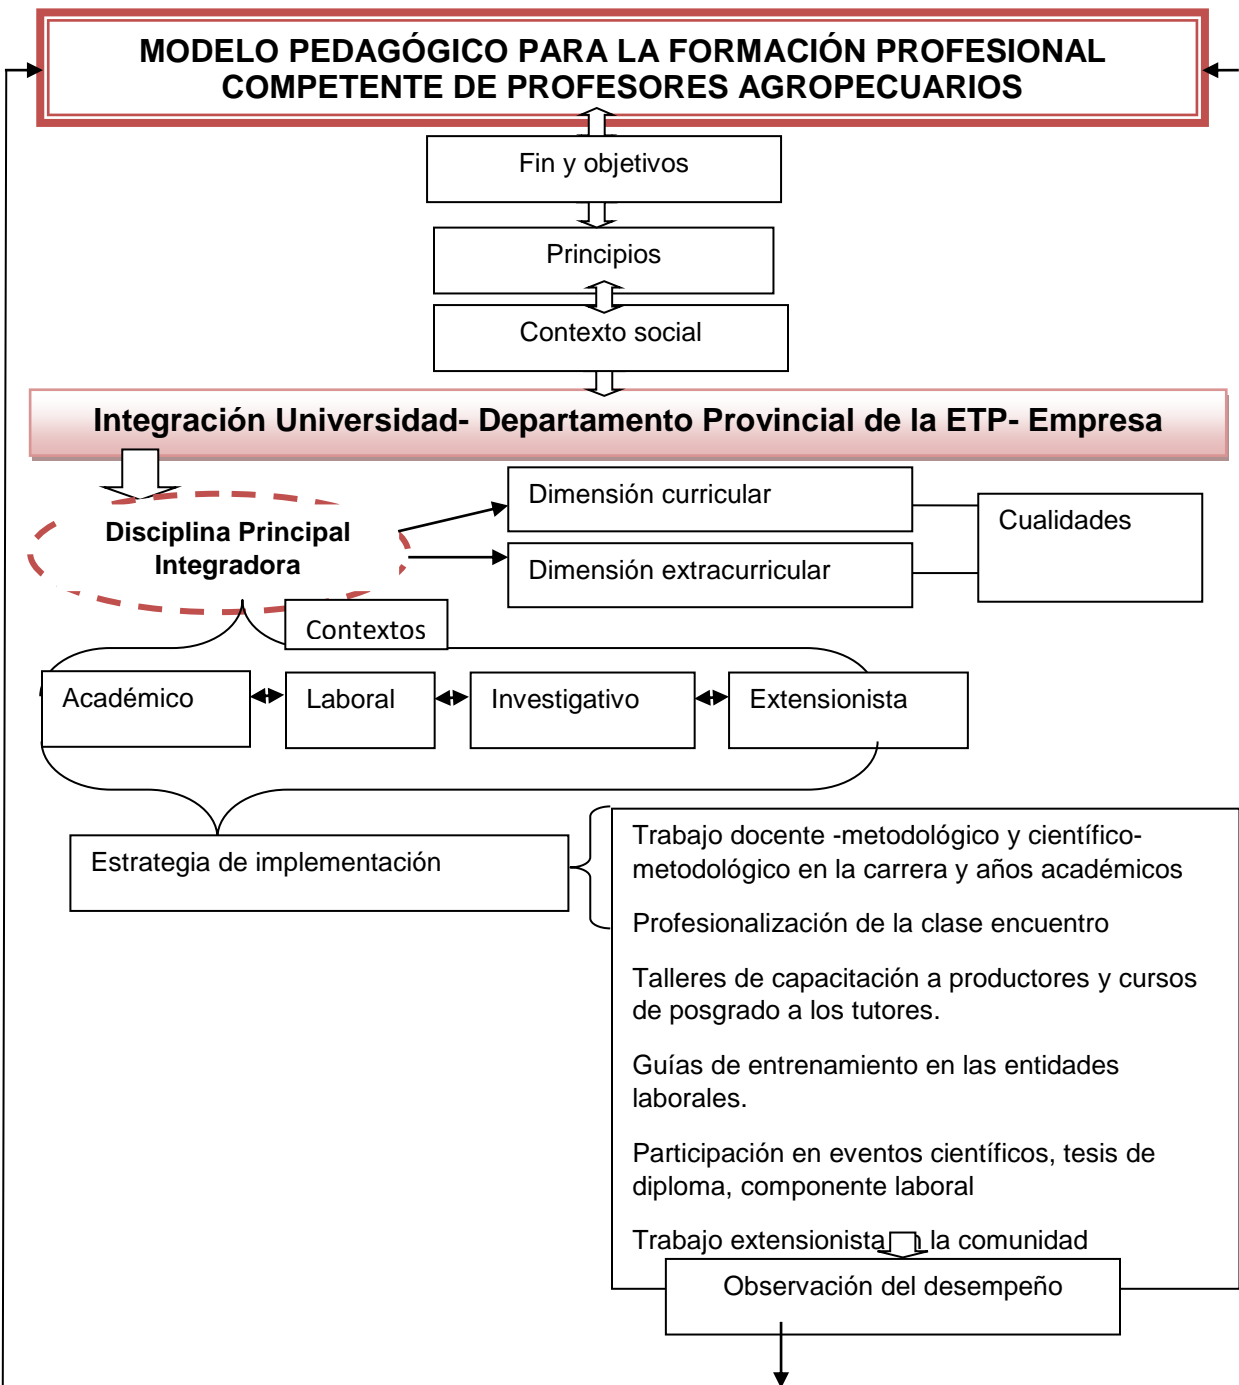 MODELO PEDAGÓGICO PARA LA FORMACIÓN PROFESIONAL
COMPETENTE DE PROFESORES AGROPECUARIOS
Fin y objetivos
Principios
Contexto social
Integración Universidad- Departamento Provincial de la ETP- Empresa
Disciplina Principal
Integradora
Dimensión curricular
Dimensión extracurricular
Cualidades
Contextos
Académico
Laboral
Investigativo
Extensionista
Estrategia de implementación
Trabajo docente -metodológico y científico-
metodológico en la carrera y años académicos
Profesionalización de la clase encuentro
Talleres de capacitación a productores y cursos
de posgrado a los tutores.
Guías de entrenamiento en las entidades
laborales.
Participación en eventos científicos, tesis de
diploma, componente laboral
Trabajo extensionista la comunidad
Observación del desempeño